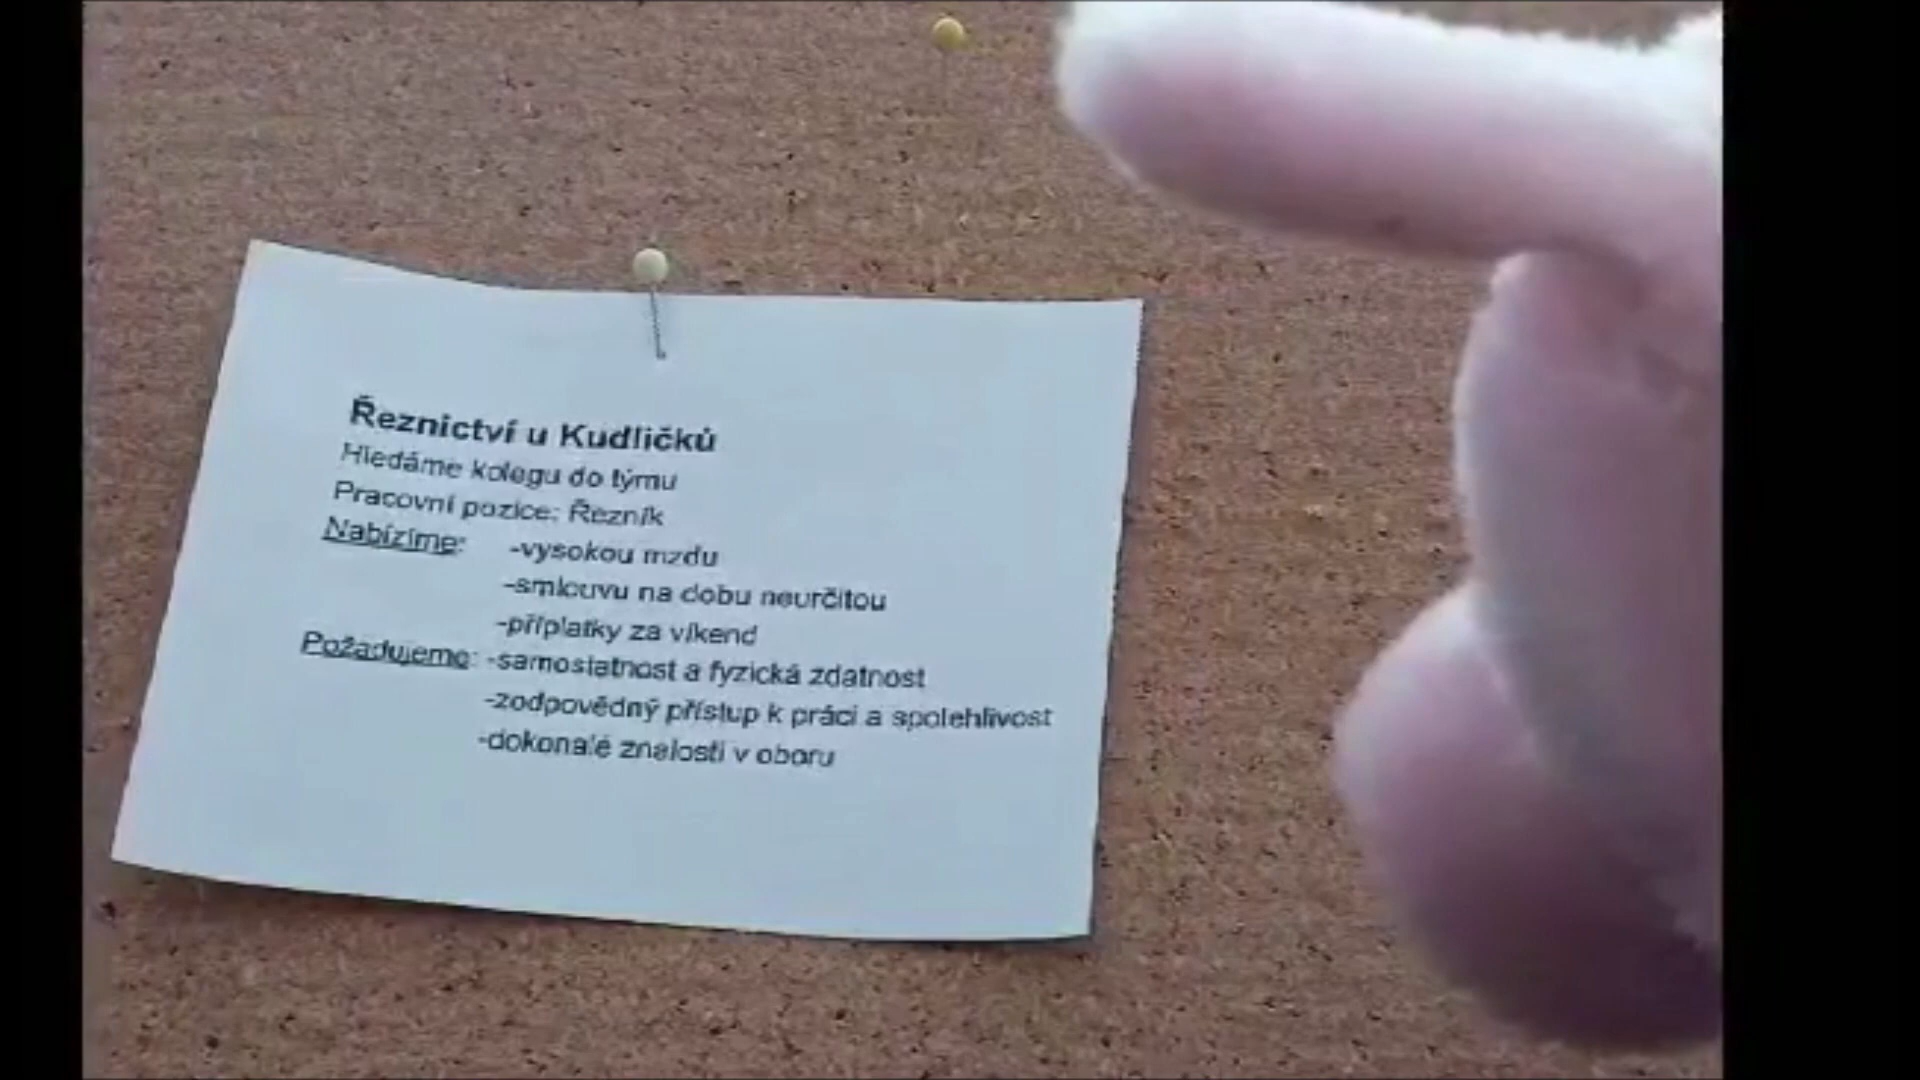 Řeznictví u Kudličků
Hledáme kolegu do týmu
Pracovní pozice: Řezník
Nabízíme: -vysokou mzdu
-smlouvu na dobu neurčitou
-příplatky za víkend
Požadujeme: -samostatnost a fyzická zdatnost
-zodpovědný přístup k práci a spolehlivost
-dokonalé znalosti v oboru